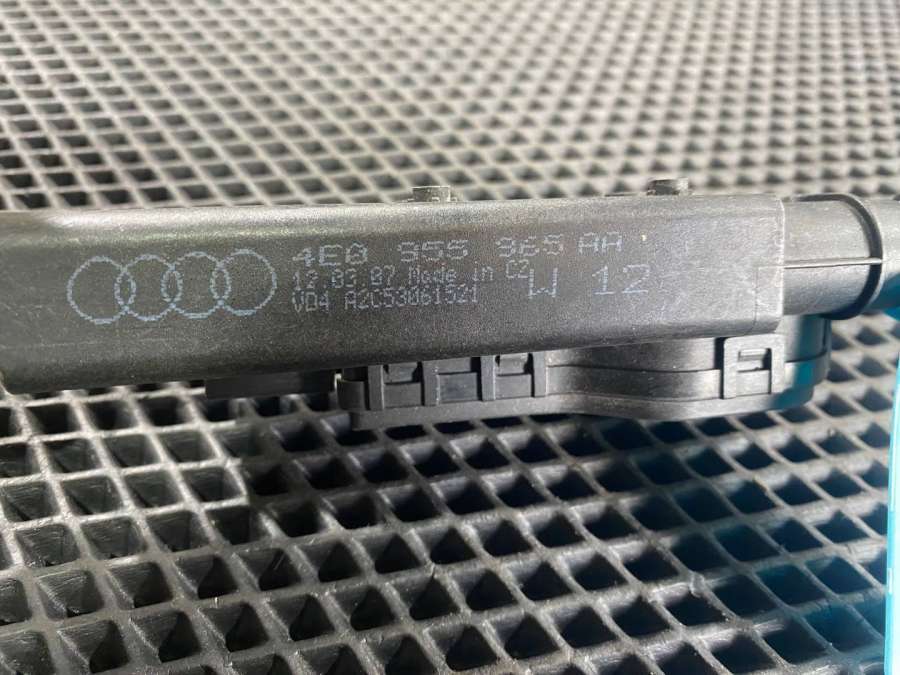 4E0 955 965 AA
12.03.07 Made in CZ
W 12
VD4 A2C53061521